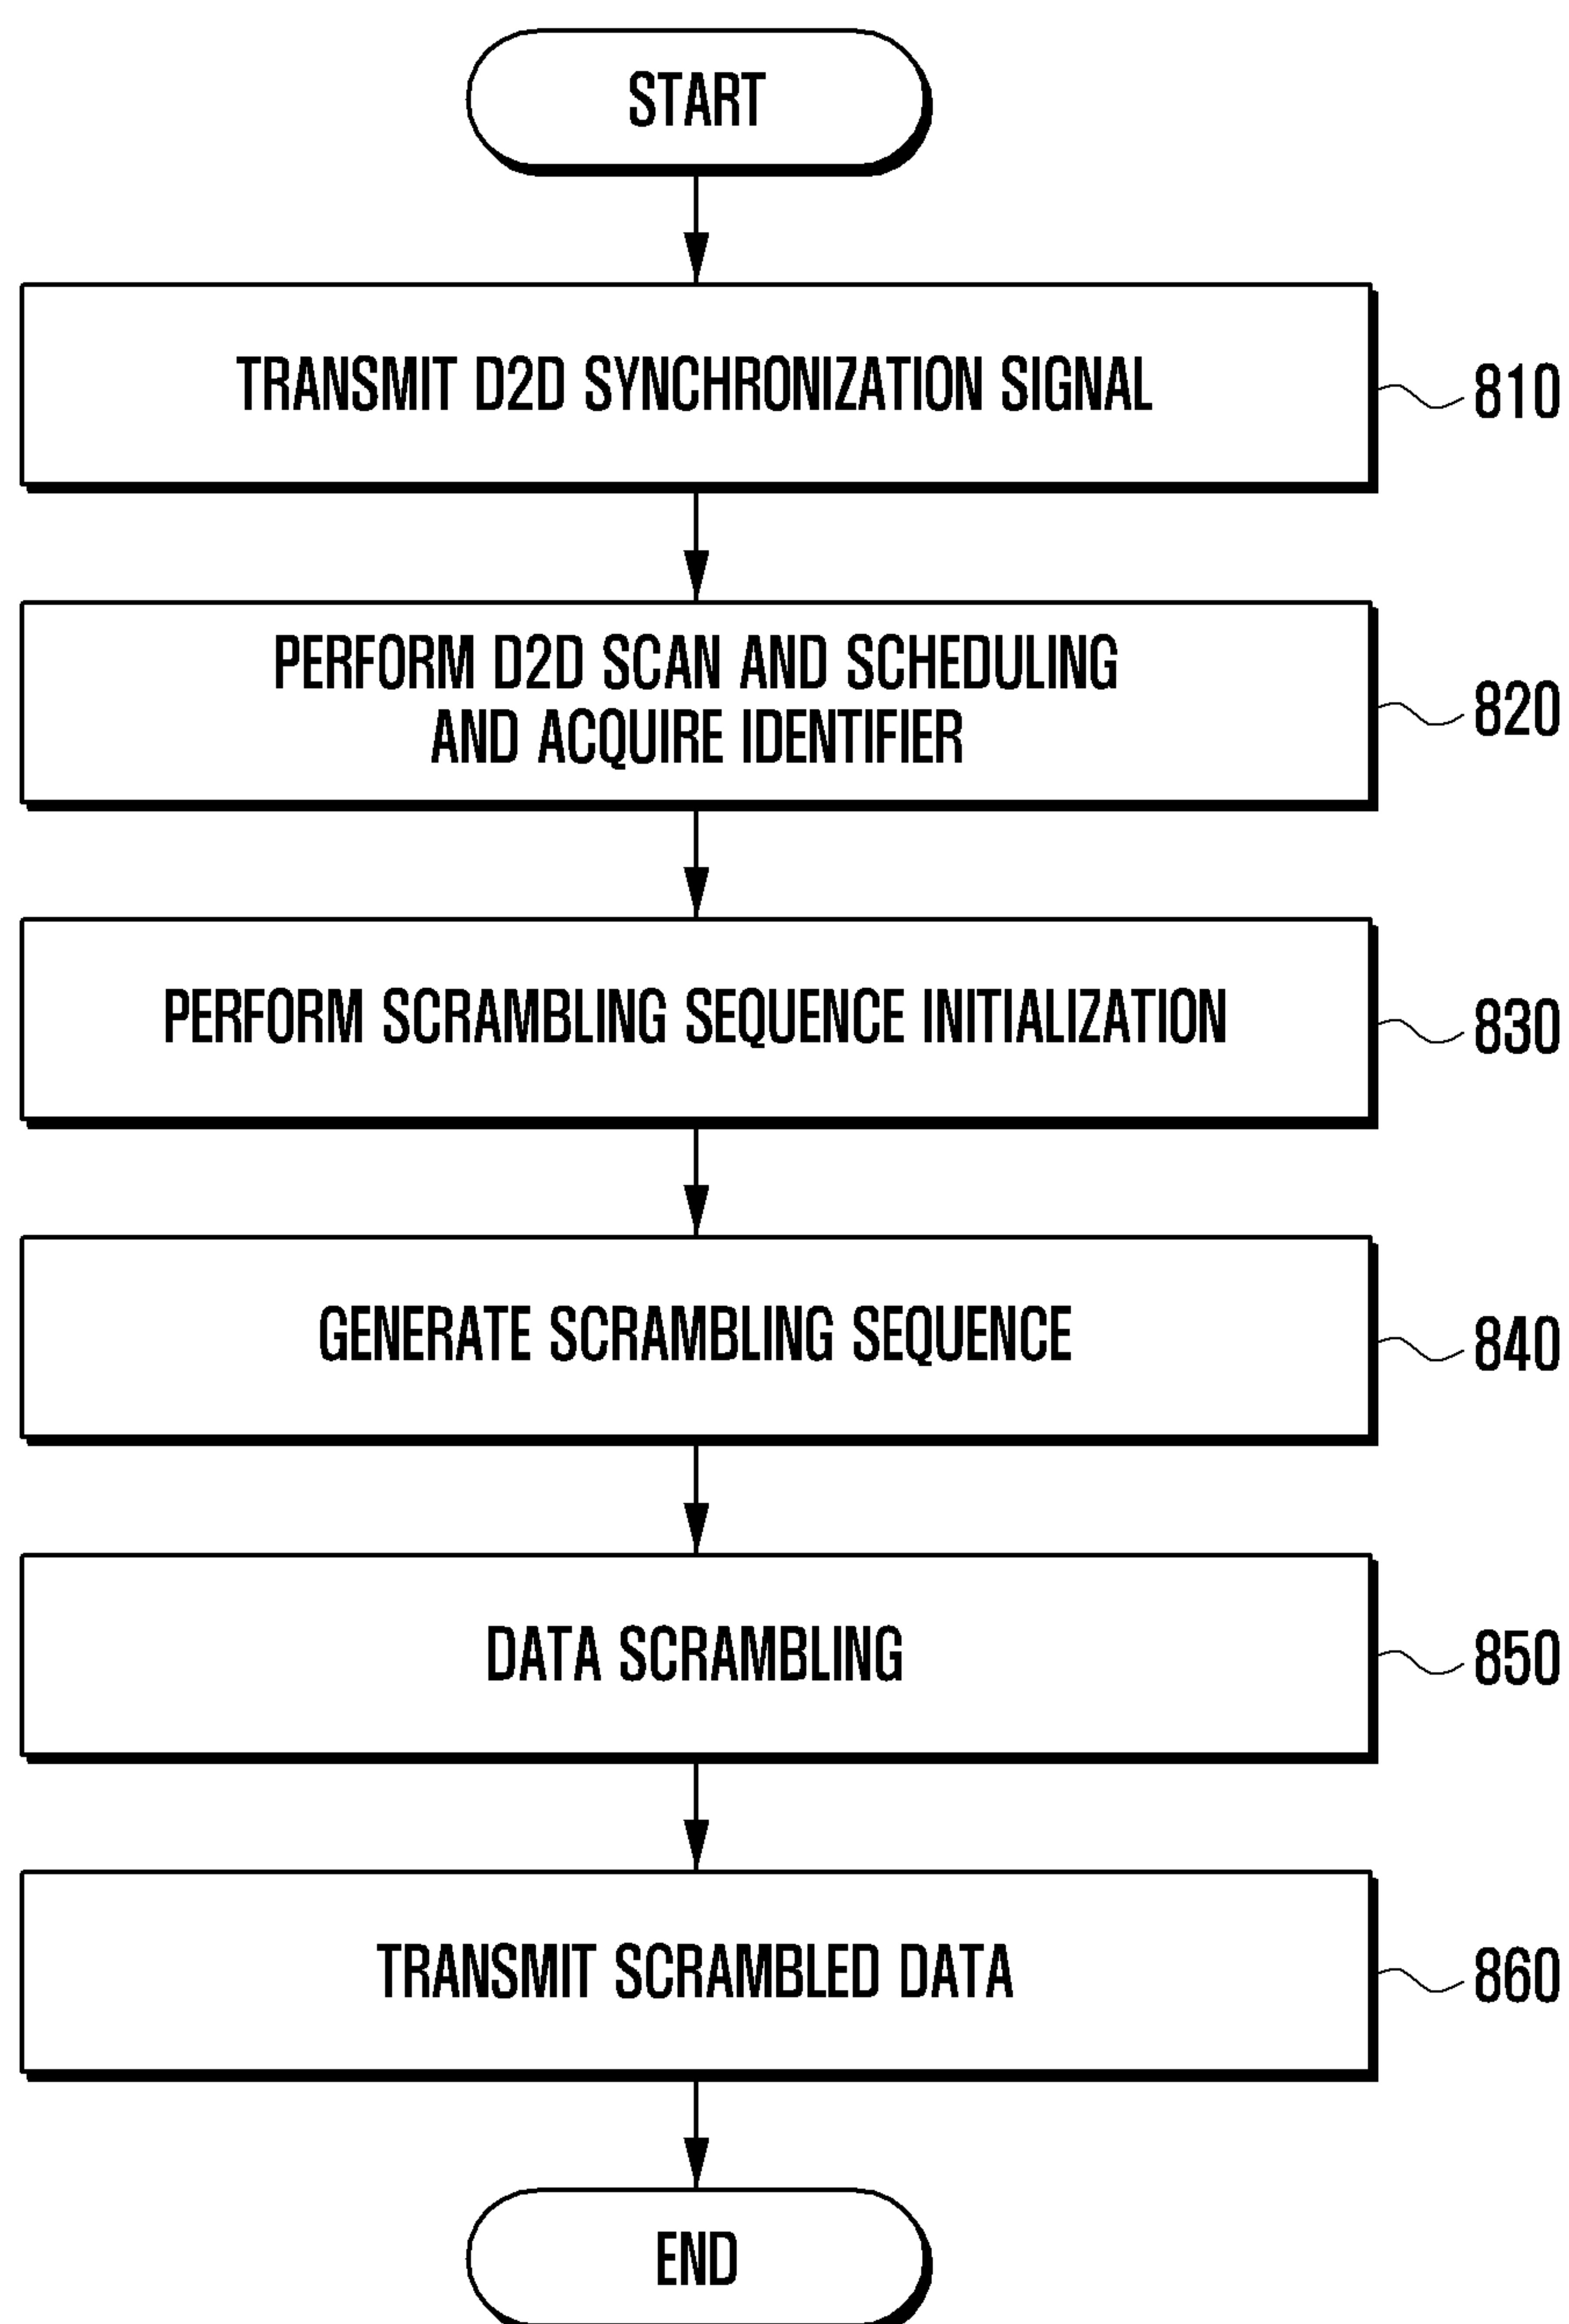 START
TRANSMIT D2D SYNCHRONIZATION SIGNAL
810
PERFORM D2D SCAN AND SCHEDULING
AND ACQUIRE IDENTIFIER
820
PERFORM SCRAMBLING SEQUENCE INITIALIZATION
830
GENERATE SCRAMBLING SEQUENCE
840
DATA SCRAMBLING
850
TRANSMIT SCRAMBLED DATA
860
END